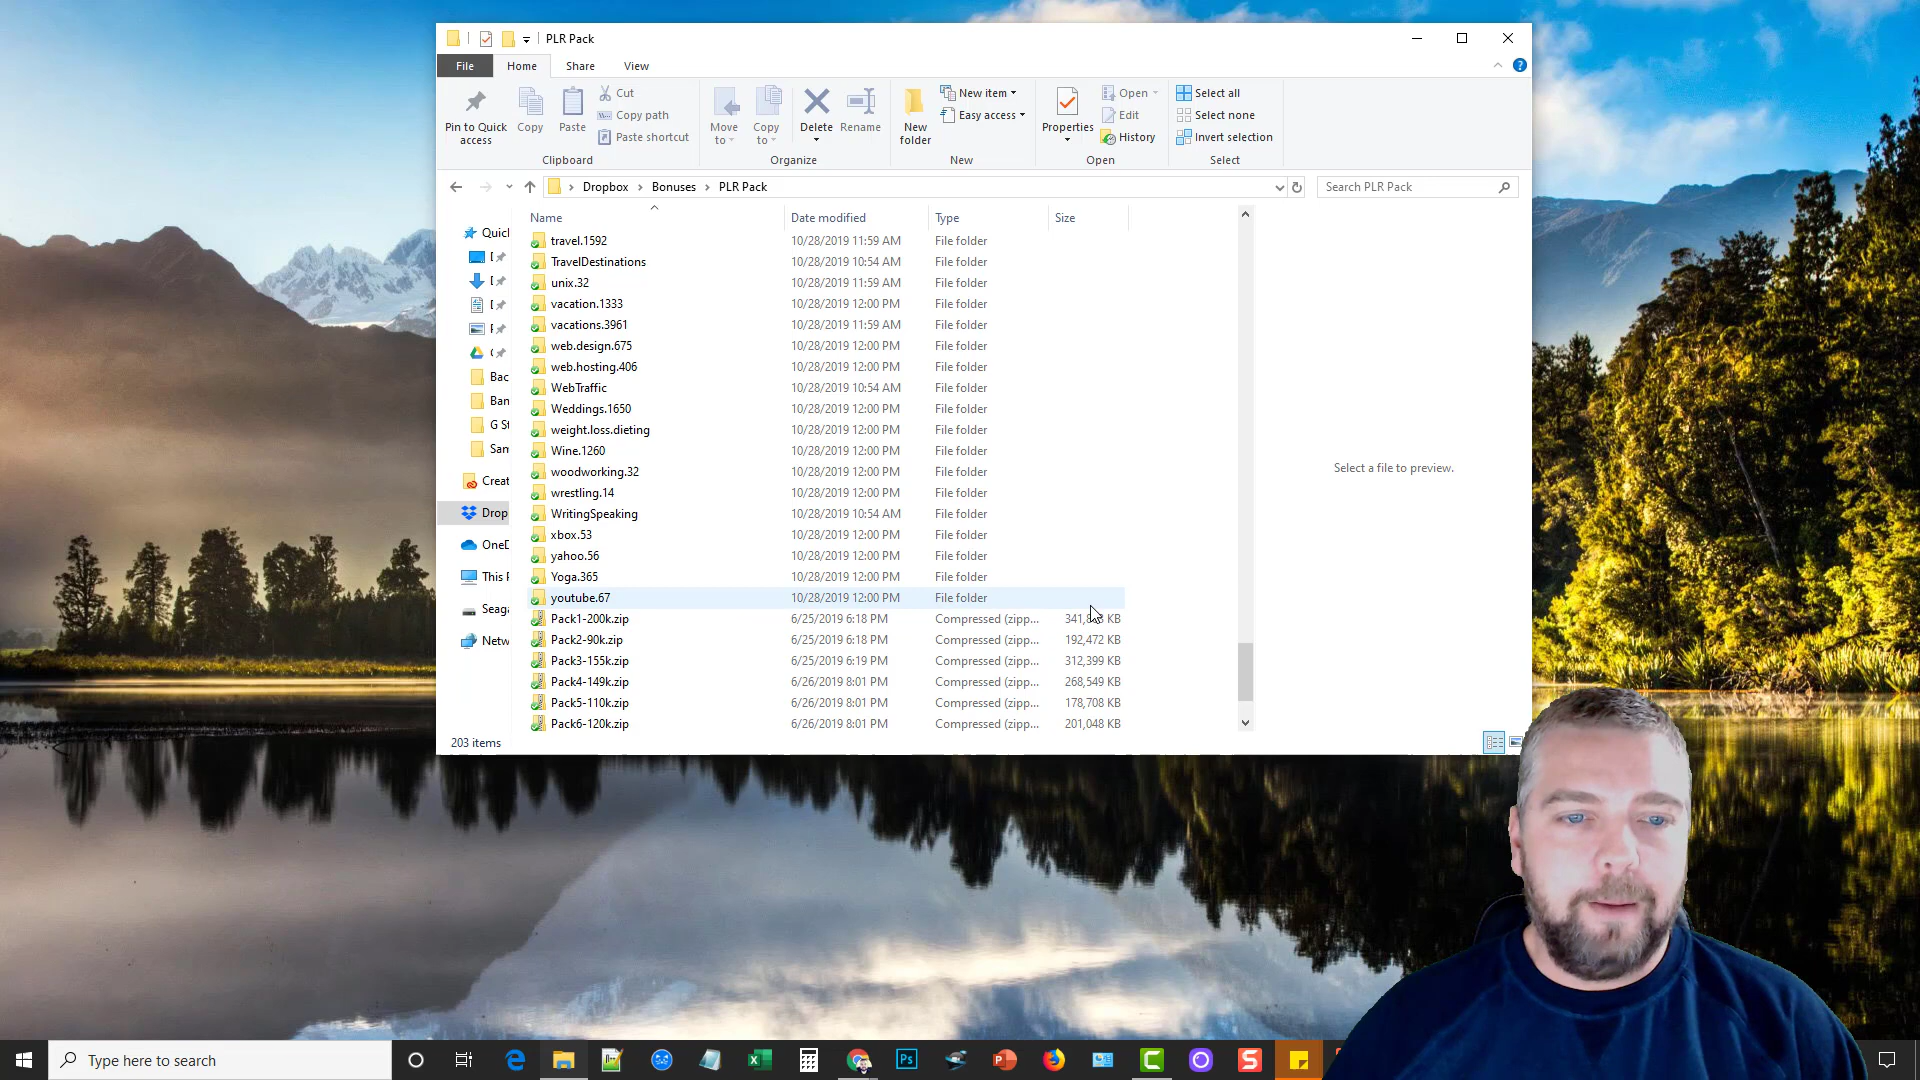 PLR Pack
File Home Share View
Pin to Quick access
Copy
Paste
Cut
Copy path
Paste shortcut
Clipboard
Move to
Copy to
Delete
Rename
Organize
New folder
New item
Easy access
New
Properties
Open
Edit
History
Open
Select all
Select none
Invert selection
Select
Dropbox Bonuses PLR Pack
Search PLR Pack
Name Date modified Type Size
travel.1592 10/28/2019 11:59 AM File folder
TravelDestinations 10/28/2019 10:54 AM File folder
unix.32 10/28/2019 11:59 AM File folder
vacation.1333 10/28/2019 12:00 PM File folder
vacations.3961 10/28/2019 11:59 AM File folder
web.design.675 10/28/2019 12:00 PM File folder
web.hosting.406 10/28/2019 12:00 PM File folder
WebTraffic 10/28/2019 10:54 AM File folder
Weddings.1650 10/28/2019 12:00 PM File folder
weight.loss.dieting 10/28/2019 12:00 PM File folder
Wine.1260 10/28/2019 12:00 PM File folder
woodworking.32 10/28/2019 12:00 PM File folder
wrestling.14 10/28/2019 12:00 PM File folder
WritingSpeaking 10/28/2019 10:54 AM File folder
xbox.53 10/28/2019 12:00 PM File folder
yahoo.56 10/28/2019 12:00 PM File folder
Yoga.365 10/28/2019 12:00 PM File folder
youtube.67 10/28/2019 12:00 PM File folder
Pack1-200k.zip 6/25/2019 6:18 PM Compressed (zipp... KB
Pack2-90k.zip 6/25/2019 6:18 PM Compressed (zipp... 192,472 KB
Pack3-155k.zip 6/25/2019 6:19 PM Compressed (zipp... 312,399 KB
Pack4-149k.zip 6/26/2019 8:01 PM Compressed (zipp... 268,549 KB
Pack5-110k.zip 6/26/2019 8:01 PM Compressed (zipp... 178,708 KB
Pack6-120k.zip 6/26/2019 8:01 PM Compressed (zipp... 201,048 KB
Quicl
Bac
Ban
G St
Sam
Creat
Drop
OneD
This P
Seaga
Netw
Select a file to preview.
203 items
Type here to search